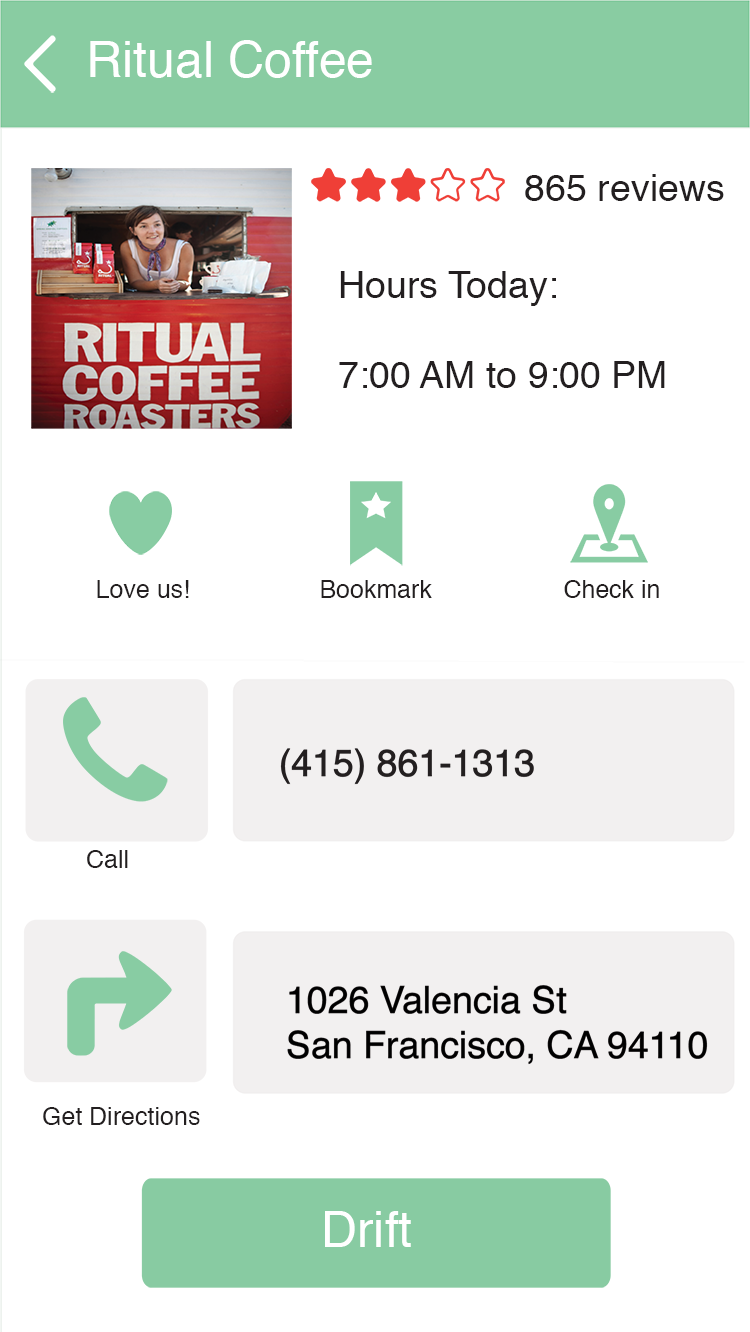 Ritual Coffee
865 reviews
Hours Today:
7:00 AM to 9:00 PM
RITUAL
COFFEE
ROASTERS
Love us!
Bookmark
Check in
(415) 861-1313
Call
1026 Valencia St
San Francisco, CA 94110
Get Directions
Drift